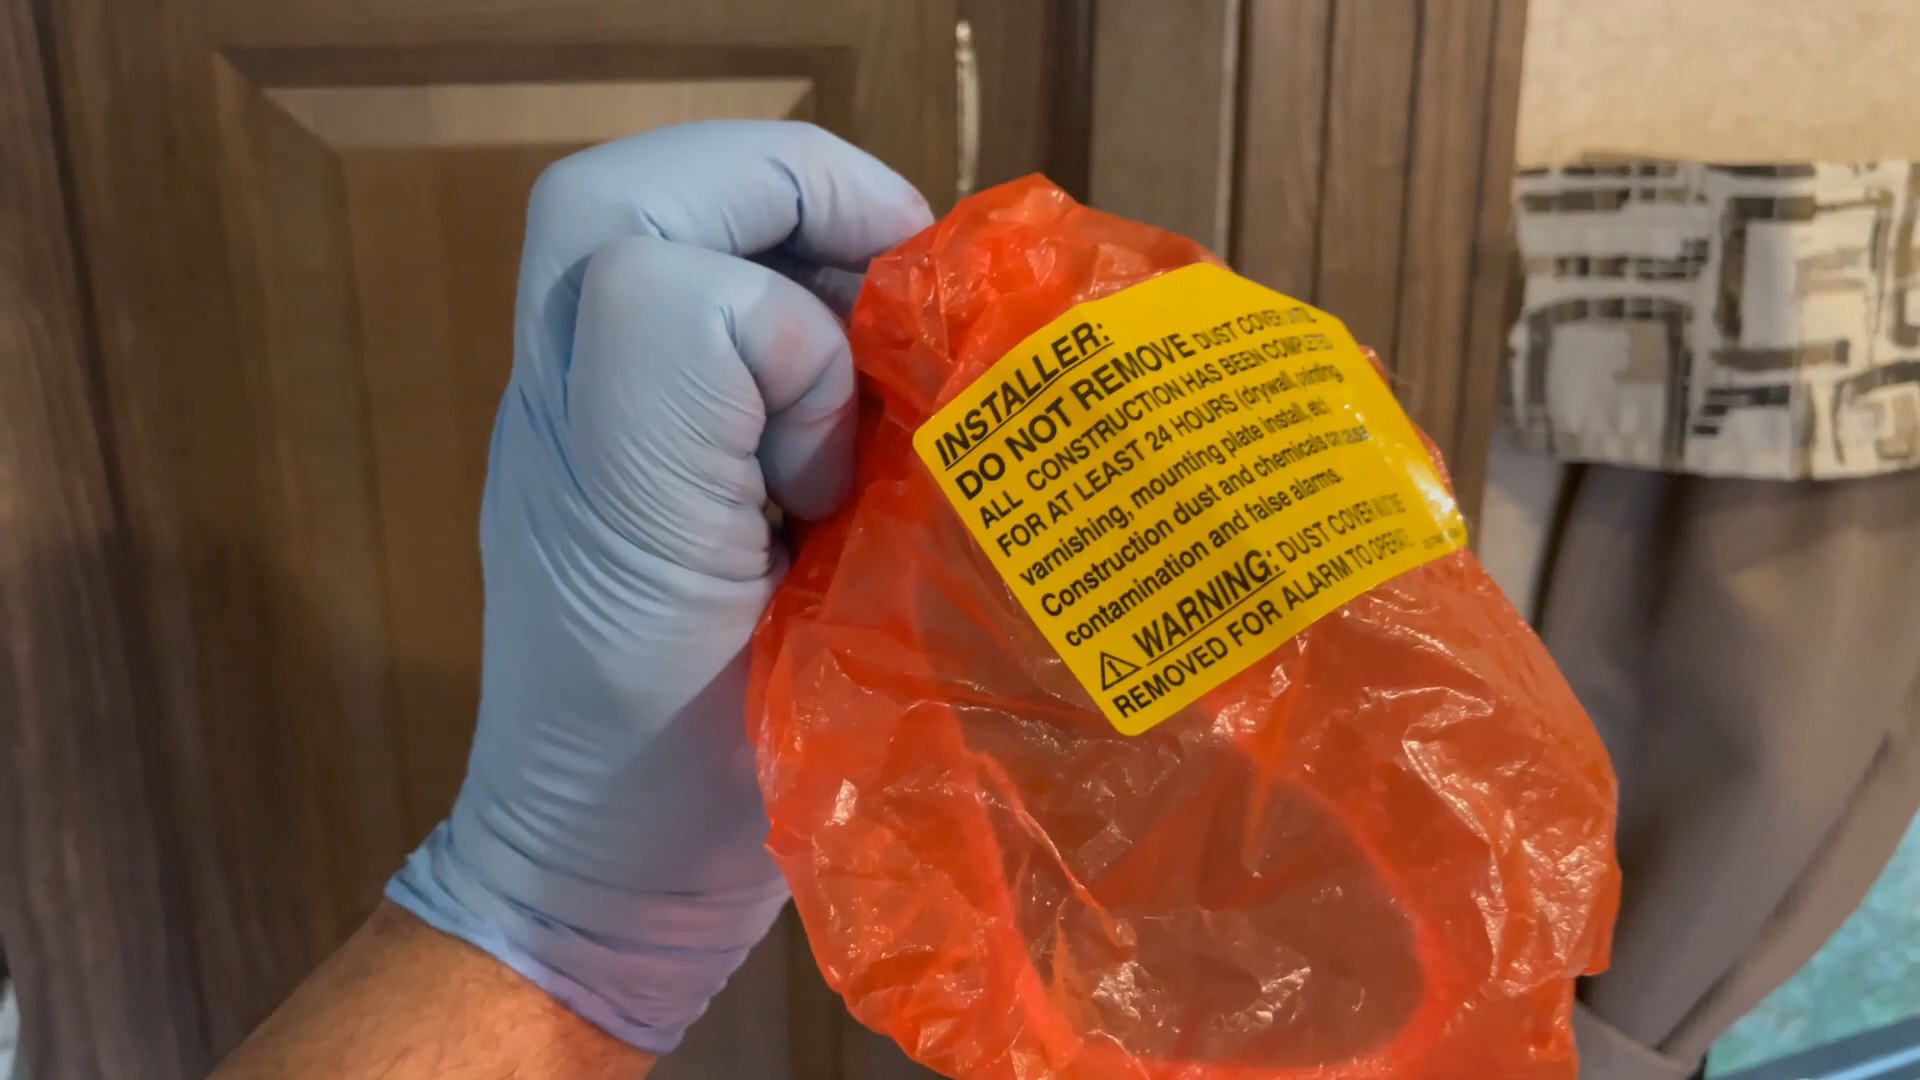 INSTALLER:
DO NOT REMOVE DUST COVER UNTIL
ALL CONSTRUCTION HAS BEEN COMPLETED
FOR AT LEAST 24 HOURS (drywall, painting,
varnishing, mounting plate install, etc)
Construction dust and chemicals can cause
contamination and false alarms.
⚠ WARNING: DUST COVER MUST BE
REMOVED FOR ALARM TO OPERATE